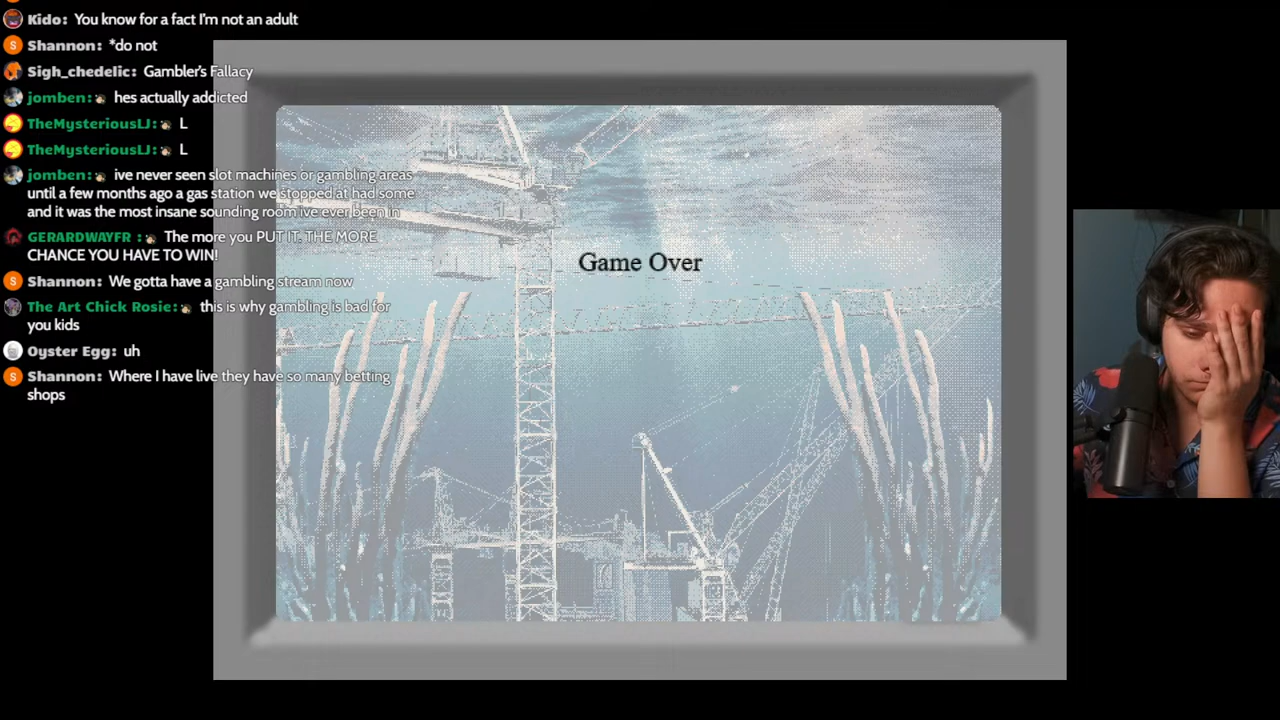 Kido: You know for a fact I'm not an adult
Shannon: *do not
Sigh_chedelic: Gambler's Fallacy
jomben: hes actually addicted
TheMysteriousLJ: L
TheMysteriousLJ: L
jomben: ive never seen slot machines or gambling areas
until a few months ago a gas station we stopped at had some
and it was the most insane sounding room ive ever been in
GERARDWAYFR : The more you PUT IT. THE MORE
CHANCE YOU HAVE TO WIN!
Shannon: We gotta have a gambling stream now
The Art Chick Rosie: this is why gambling is bad for
you kids
Oyster Egg: uh
Shannon: Where I have live they have so many betting
shops
Game Over